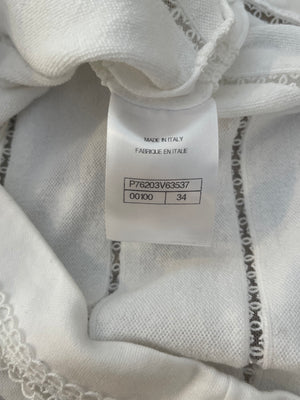 MADE IN ITALY
FABRIQUE EN ITALIE
P76203V63537
00100 34